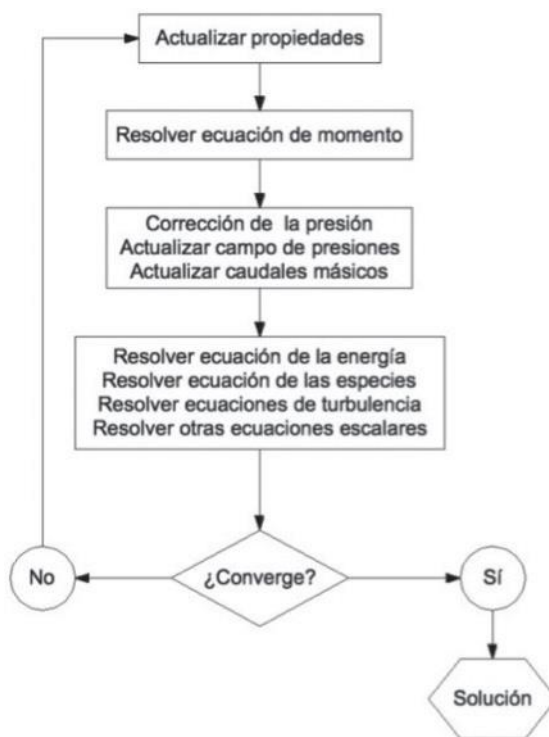 Actualizar propiedades
Resolver ecuación de momento
Corrección de la presión
Actualizar campo de presiones
Actualizar caudales másicos
Resolver ecuación de la energía
Resolver ecuación de las especies
Resolver ecuaciones de turbulencia
Resolver otras ecuaciones escalares
No
¿Converge?
Sí
Solución